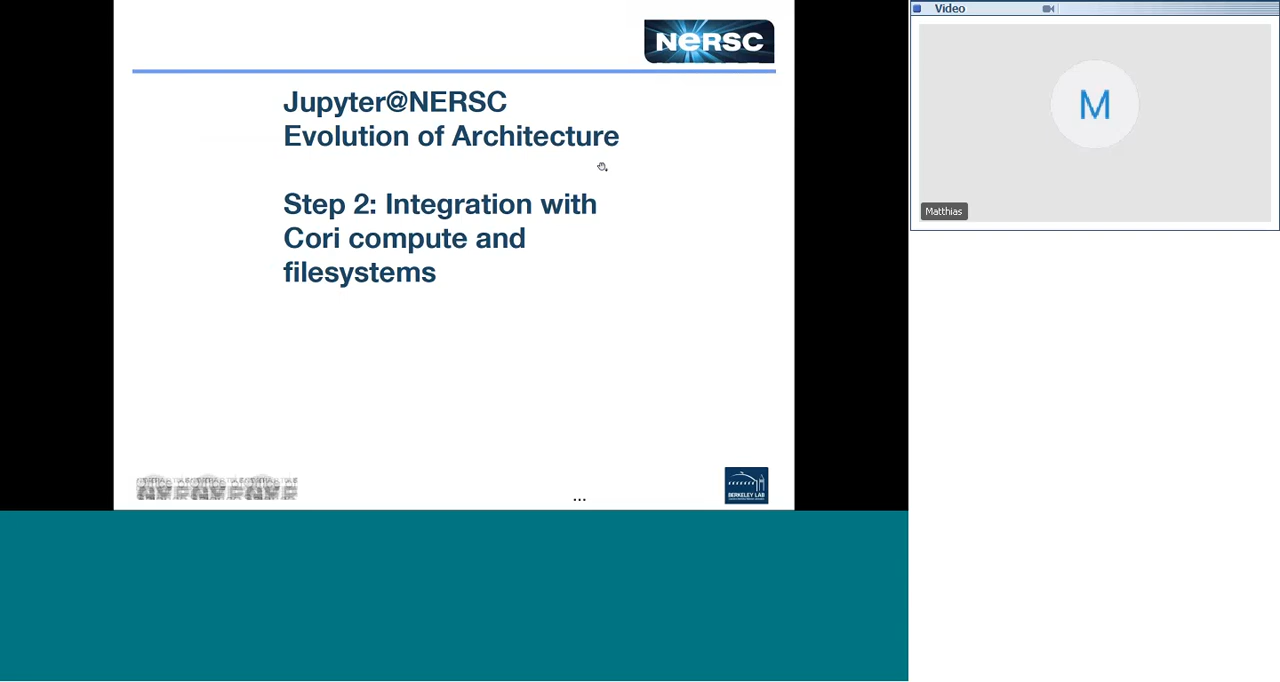 NERSC
Jupyter@NERSC
Evolution of Architecture
Step 2: Integration with
Cori compute and
filesystems
...
BERKELEY LAB
Video
M
Matthias